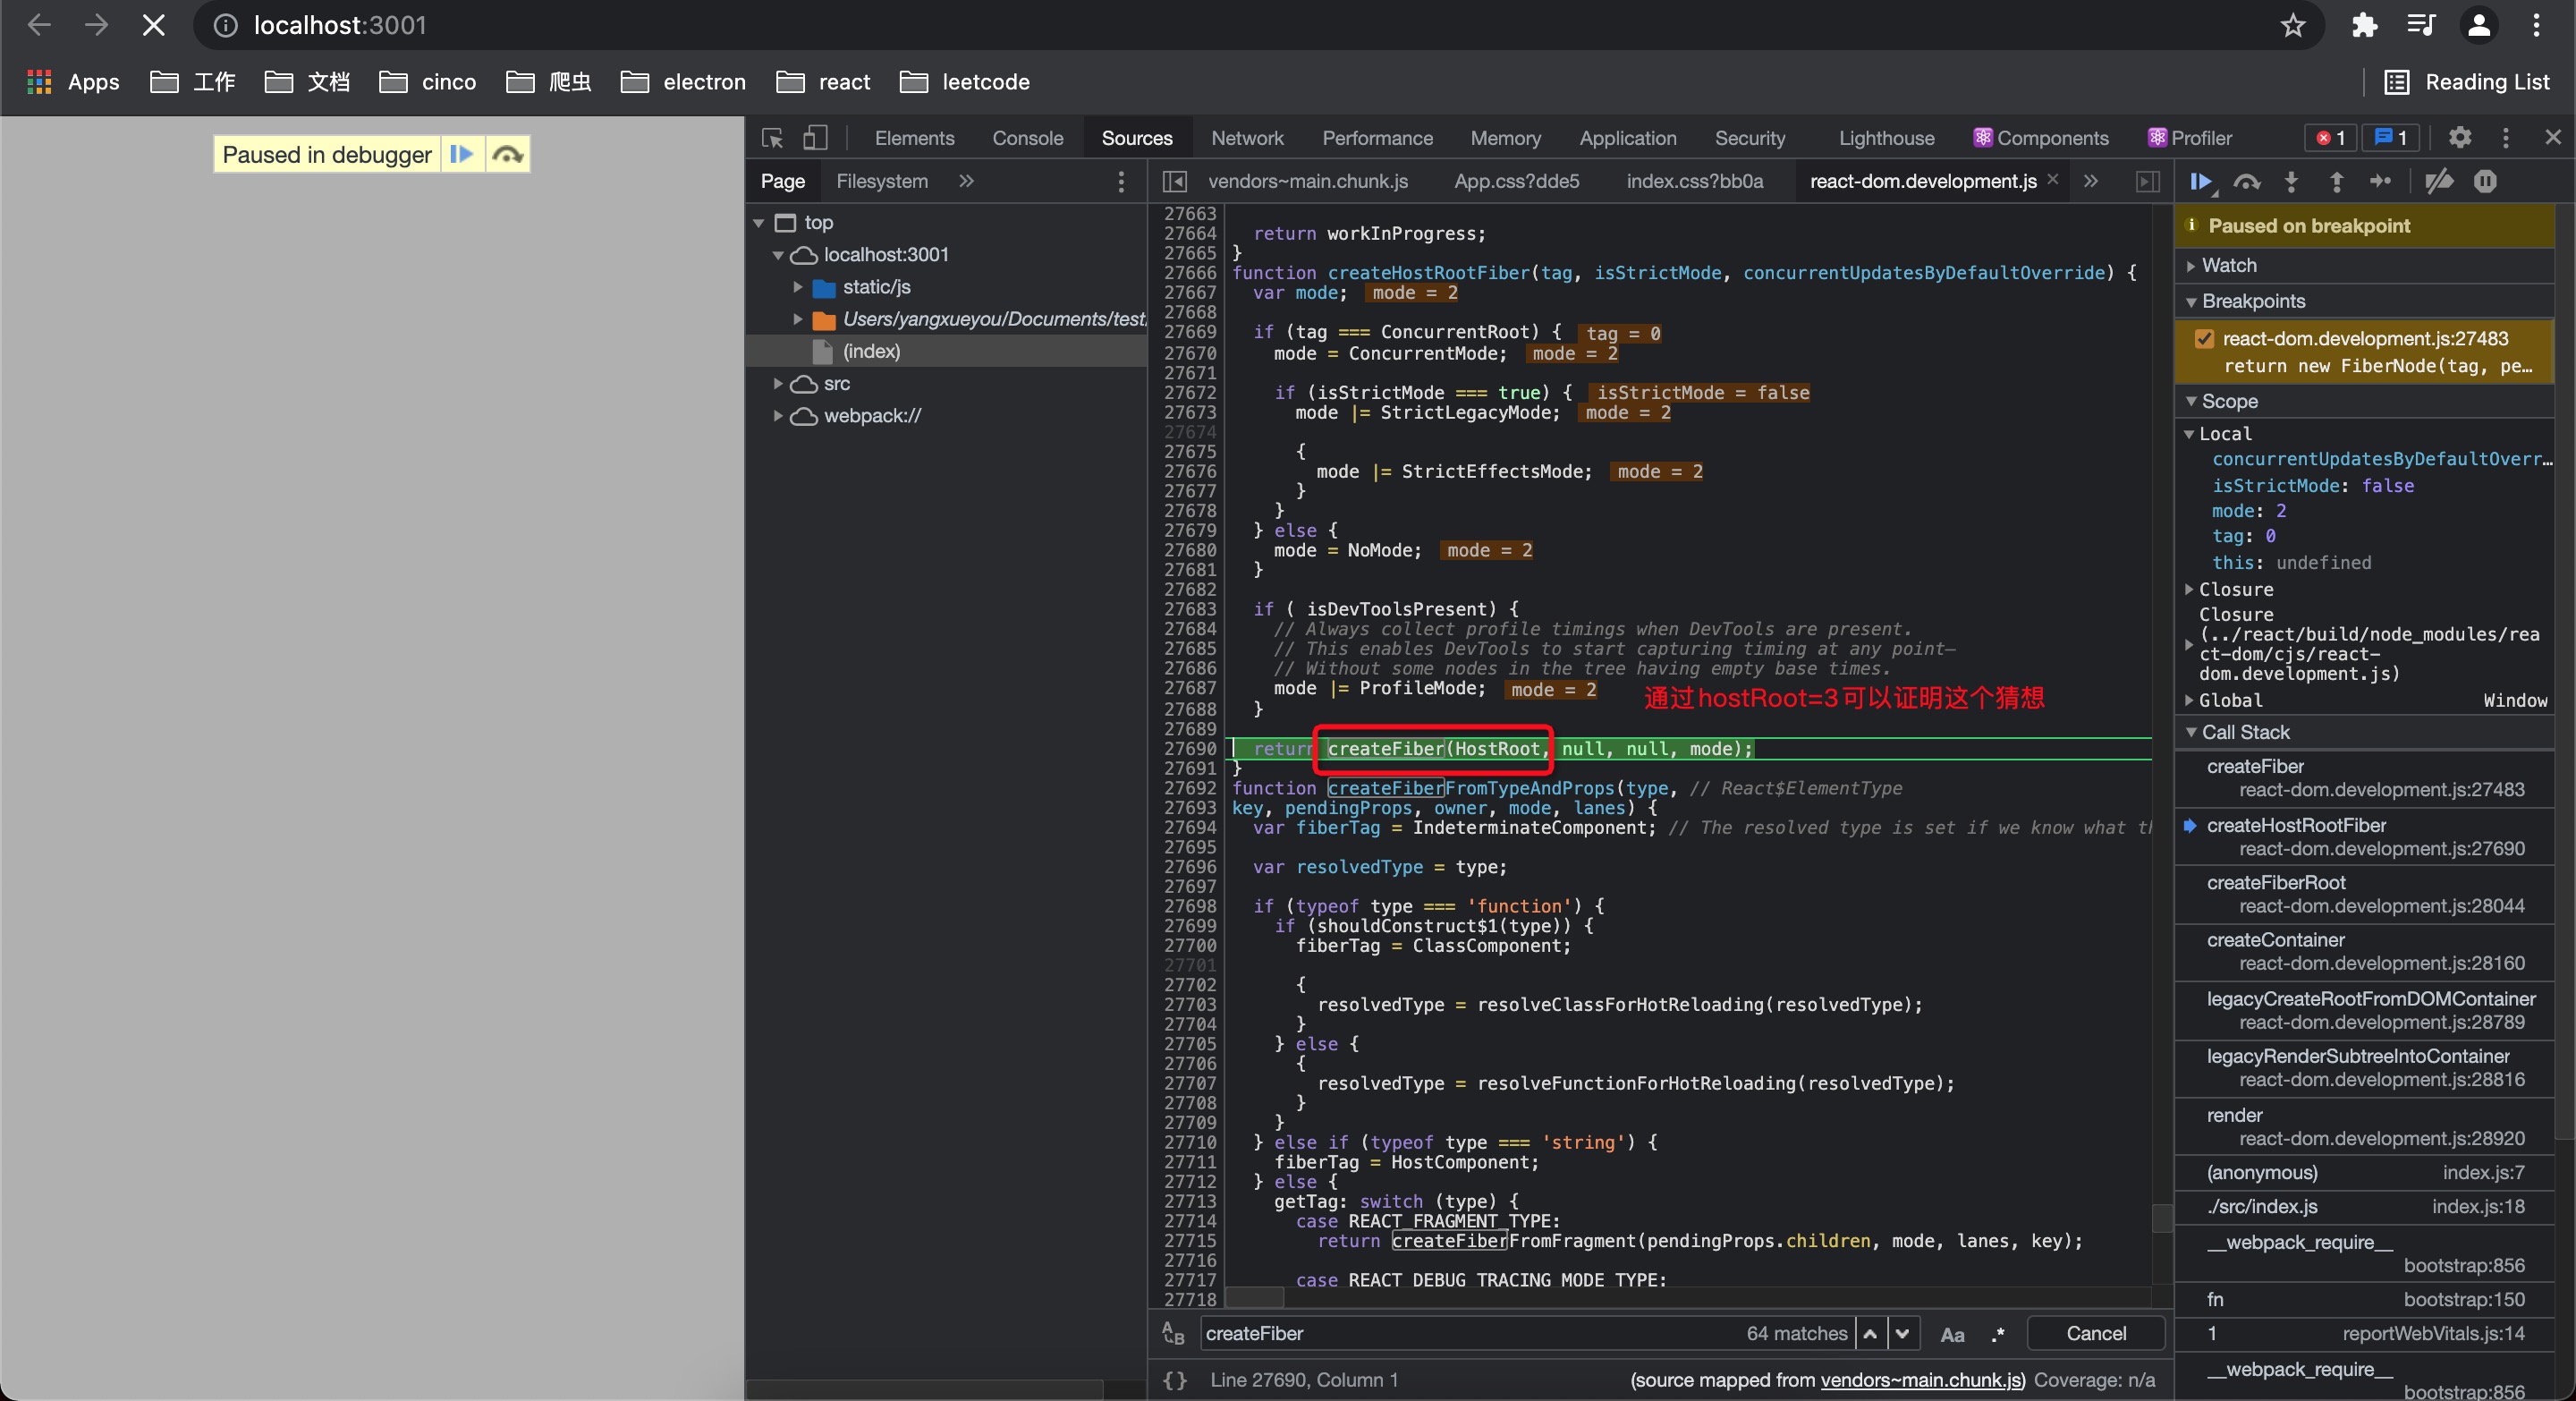 localhost:3001
Apps 工作 文档 cinco 爬虫 electron react leetcode Reading List
Paused in debugger
Elements Console Sources Network Performance Memory Application Security Lighthouse Components Profiler 1 1
Page Filesystem »
vendors~main.chunk.js App.css?dde5 index.css?bb0a react-dom.development.js × »
top
localhost:3001
static/js
Users/yangxueyou/Documents/test/
(index)
src
webpack://
27663
27664 return workInProgress;
27665 }
27666 function createHostRootFiber(tag, isStrictMode, concurrentUpdatesByDefaultOverride) {
27667 var mode; mode = 2
27668
27669 if (tag === ConcurrentRoot) { tag = 0
27670 mode = ConcurrentMode; mode = 2
27671
27672 if (isStrictMode === true) { isStrictMode = false
27673 mode |= StrictLegacyMode; mode = 2
27674
27675 {
27676 mode |= StrictEffectsMode; mode = 2
27677 }
27678 }
27679 } else {
27680 mode = NoMode; mode = 2
27681 }
27682
27683 if ( isDevToolsPresent) {
27684 // Always collect profile timings when DevTools are present.
27685 // This enables DevTools to start capturing timing at any point–
27686 // Without some nodes in the tree having empty base times.
27687 mode |= ProfileMode; mode = 2
通过hostRoot=3可以证明这个猜想
27688 }
27689
27690 return createFiber(HostRoot, null, null, mode);
27691 }
27692 function createFiberFromTypeAndProps(type, // React$ElementType
27693 key, pendingProps, owner, mode, lanes) {
27694 var fiberTag = IndeterminateComponent; // The resolved type is set if we know what th
27695
27696 var resolvedType = type;
27697
27698 if (typeof type === 'function') {
27699 if (shouldConstruct$1(type)) {
27700 fiberTag = ClassComponent;
27701
27702 {
27703 resolvedType = resolveClassForHotReloading(resolvedType);
27704 }
27705 } else {
27706 {
27707 resolvedType = resolveFunctionForHotReloading(resolvedType);
27708 }
27709 }
27710 } else if (typeof type === 'string') {
27711 fiberTag = HostComponent;
27712 } else {
27713 getTag: switch (type) {
27714 case REACT_FRAGMENT_TYPE:
27715 return createFiberFromFragment(pendingProps.children, mode, lanes, key);
27716
27717 case REACT_DEBUG_TRACING_MODE_TYPE:
27718
createFiber 64 matches Aa .* Cancel
{} Line 27690, Column 1 (source mapped from vendors~main.chunk.js) Coverage: n/a
Paused on breakpoint
Watch
Breakpoints
react-dom.development.js:27483
return new FiberNode(tag, pe…
Scope
Local
concurrentUpdatesByDefaultOverr…
isStrictMode: false
mode: 2
tag: 0
this: undefined
Closure
Closure
(../react/build/node_modules/rea
ct-dom/cjs/react-
dom.development.js)
Global Window
Call Stack
createFiber
react-dom.development.js:27483
createHostRootFiber
react-dom.development.js:27690
createFiberRoot
react-dom.development.js:28044
createContainer
react-dom.development.js:28160
legacyCreateRootFromDOMContainer
react-dom.development.js:28789
legacyRenderSubtreeIntoContainer
react-dom.development.js:28816
render
react-dom.development.js:28920
(anonymous) index.js:7
./src/index.js index.js:18
__webpack_require__
bootstrap:856
fn bootstrap:150
1 reportWebVitals.js:14
__webpack_require__
bootstrap:856